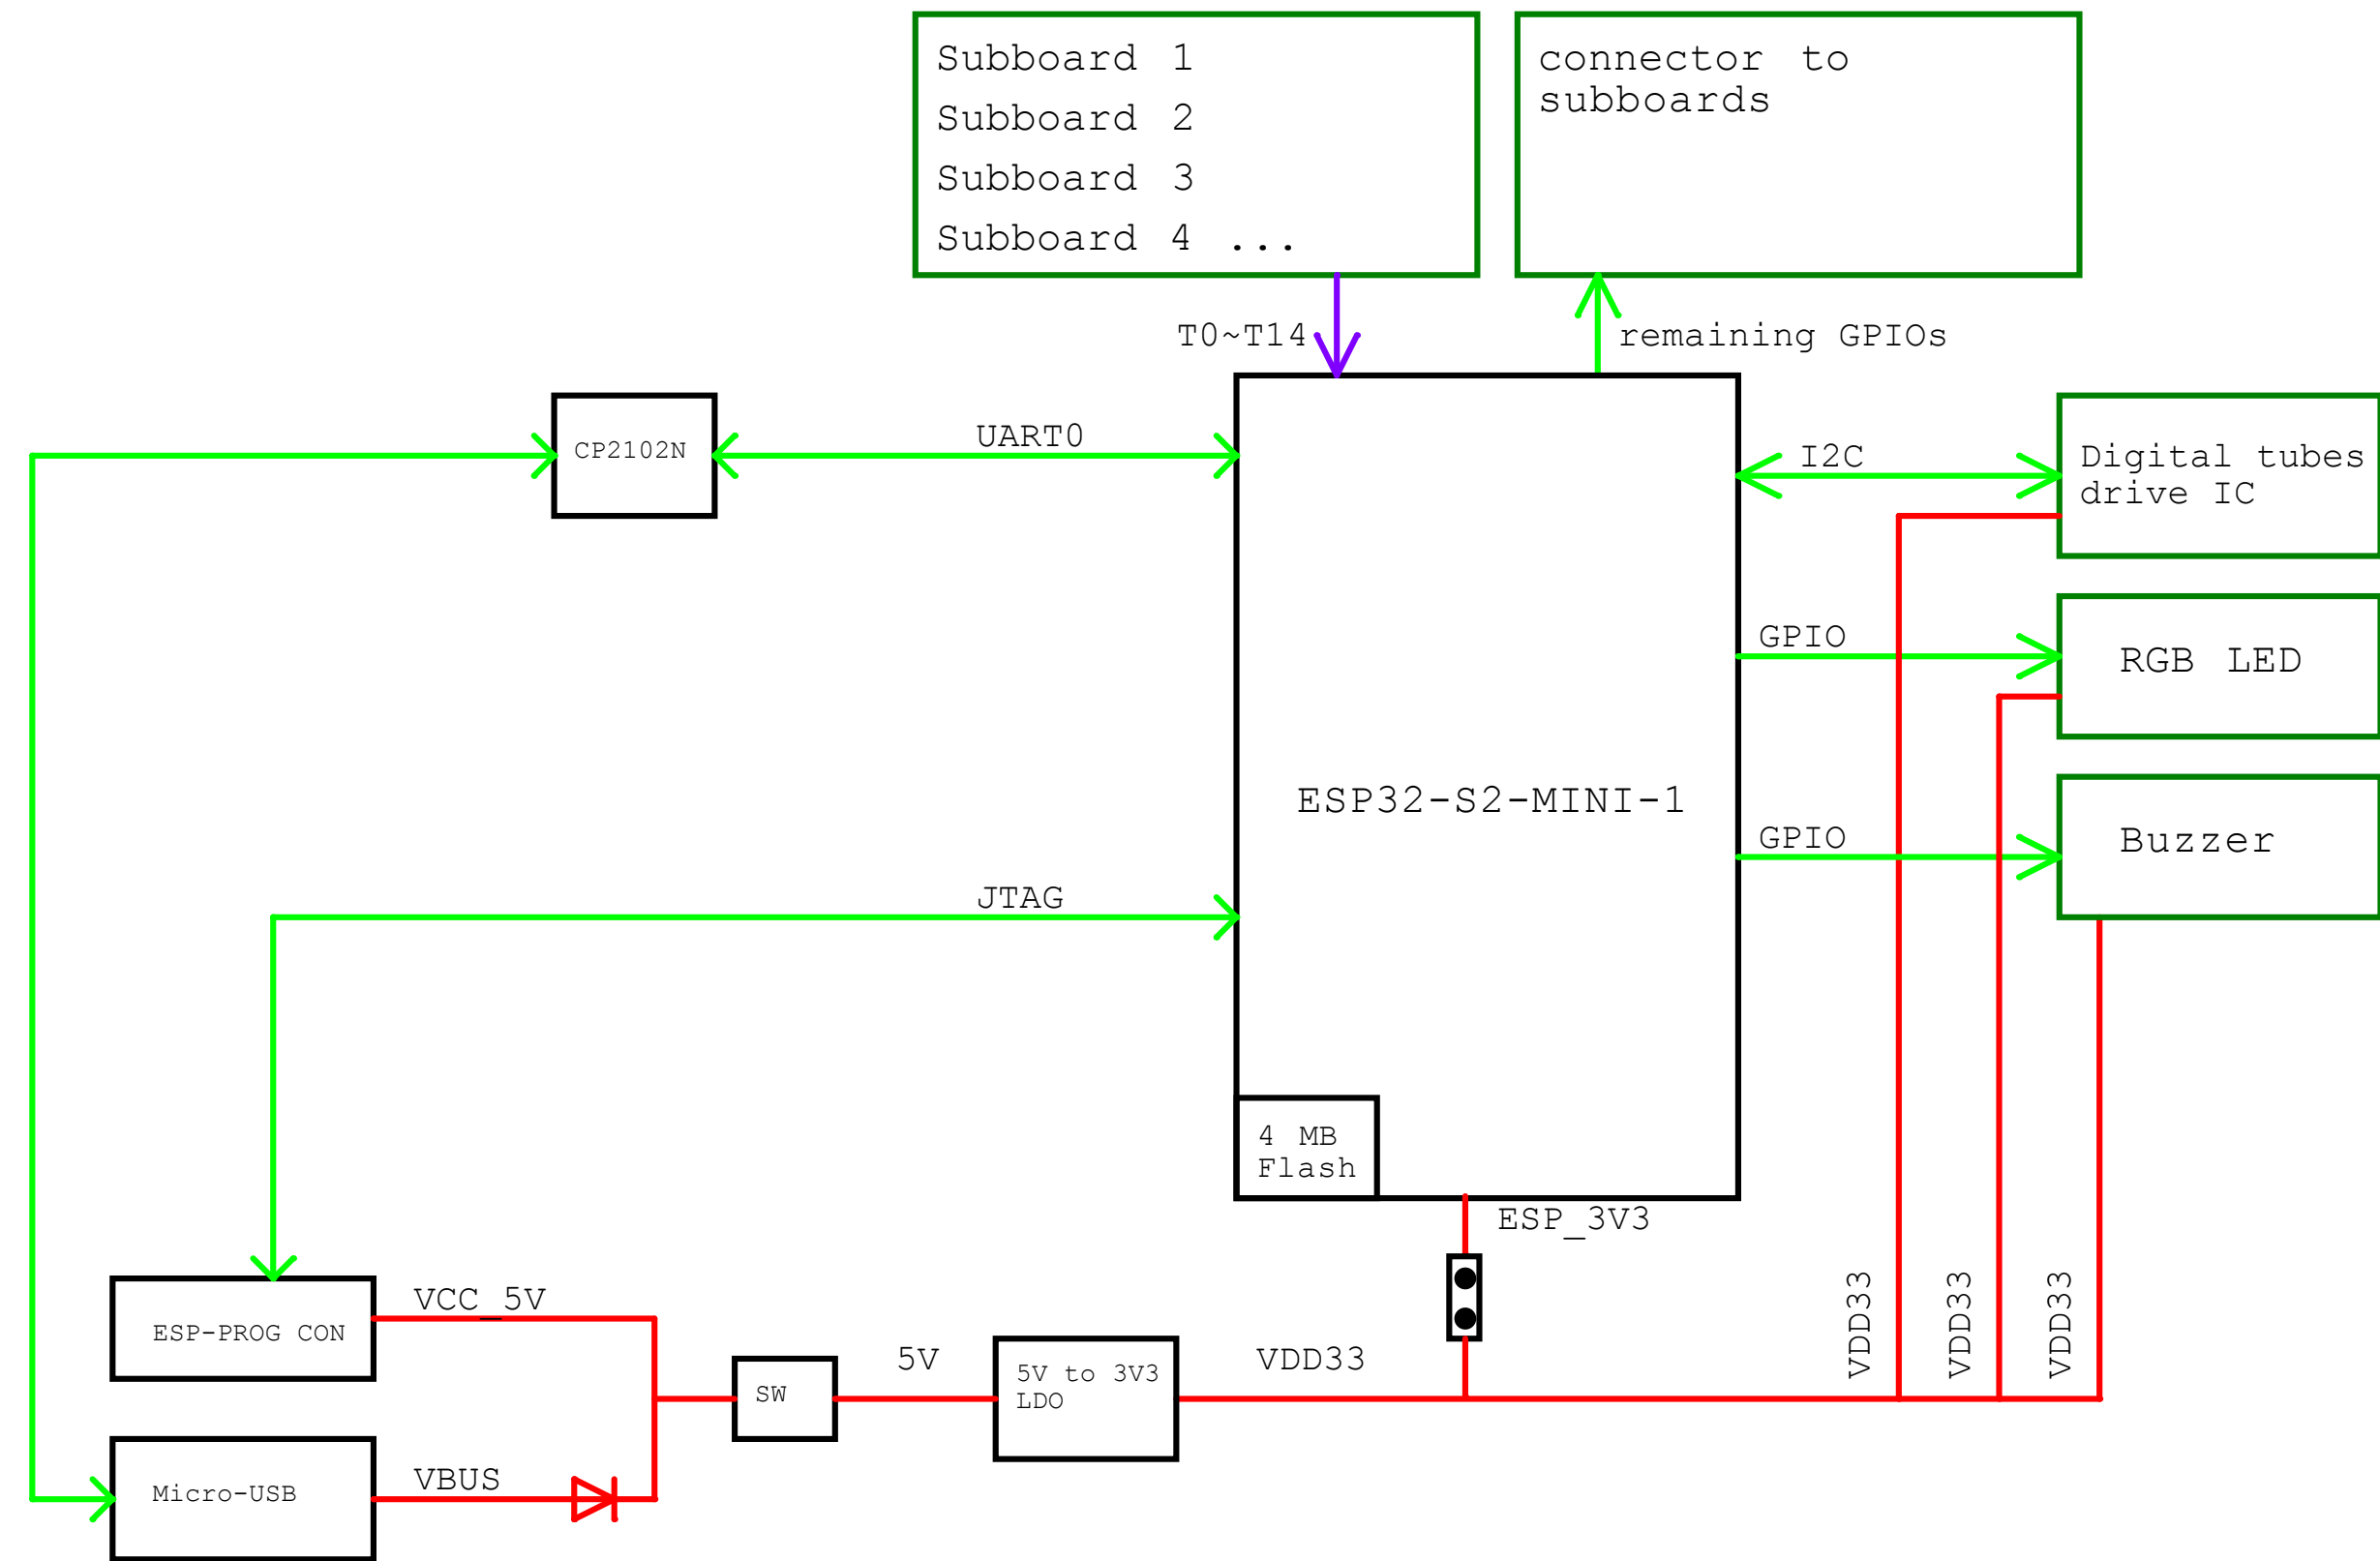 Subboard 1
Subboard 2
Subboard 3
Subboard 4 ...
connector to
subboards
T0~T14
remaining GPIOs
CP2102N
UART0
I2C
Digital tubes
drive IC
GPIO
RGB LED
ESP32-S2-MINI-1
GPIO
Buzzer
JTAG
4 MB
Flash
ESP_3V3
ESP-PROG CON
VCC_5V
SW
5V
5V to 3V3
LDO
VDD33
VDD33
VDD33
VDD33
Micro-USB
VBUS